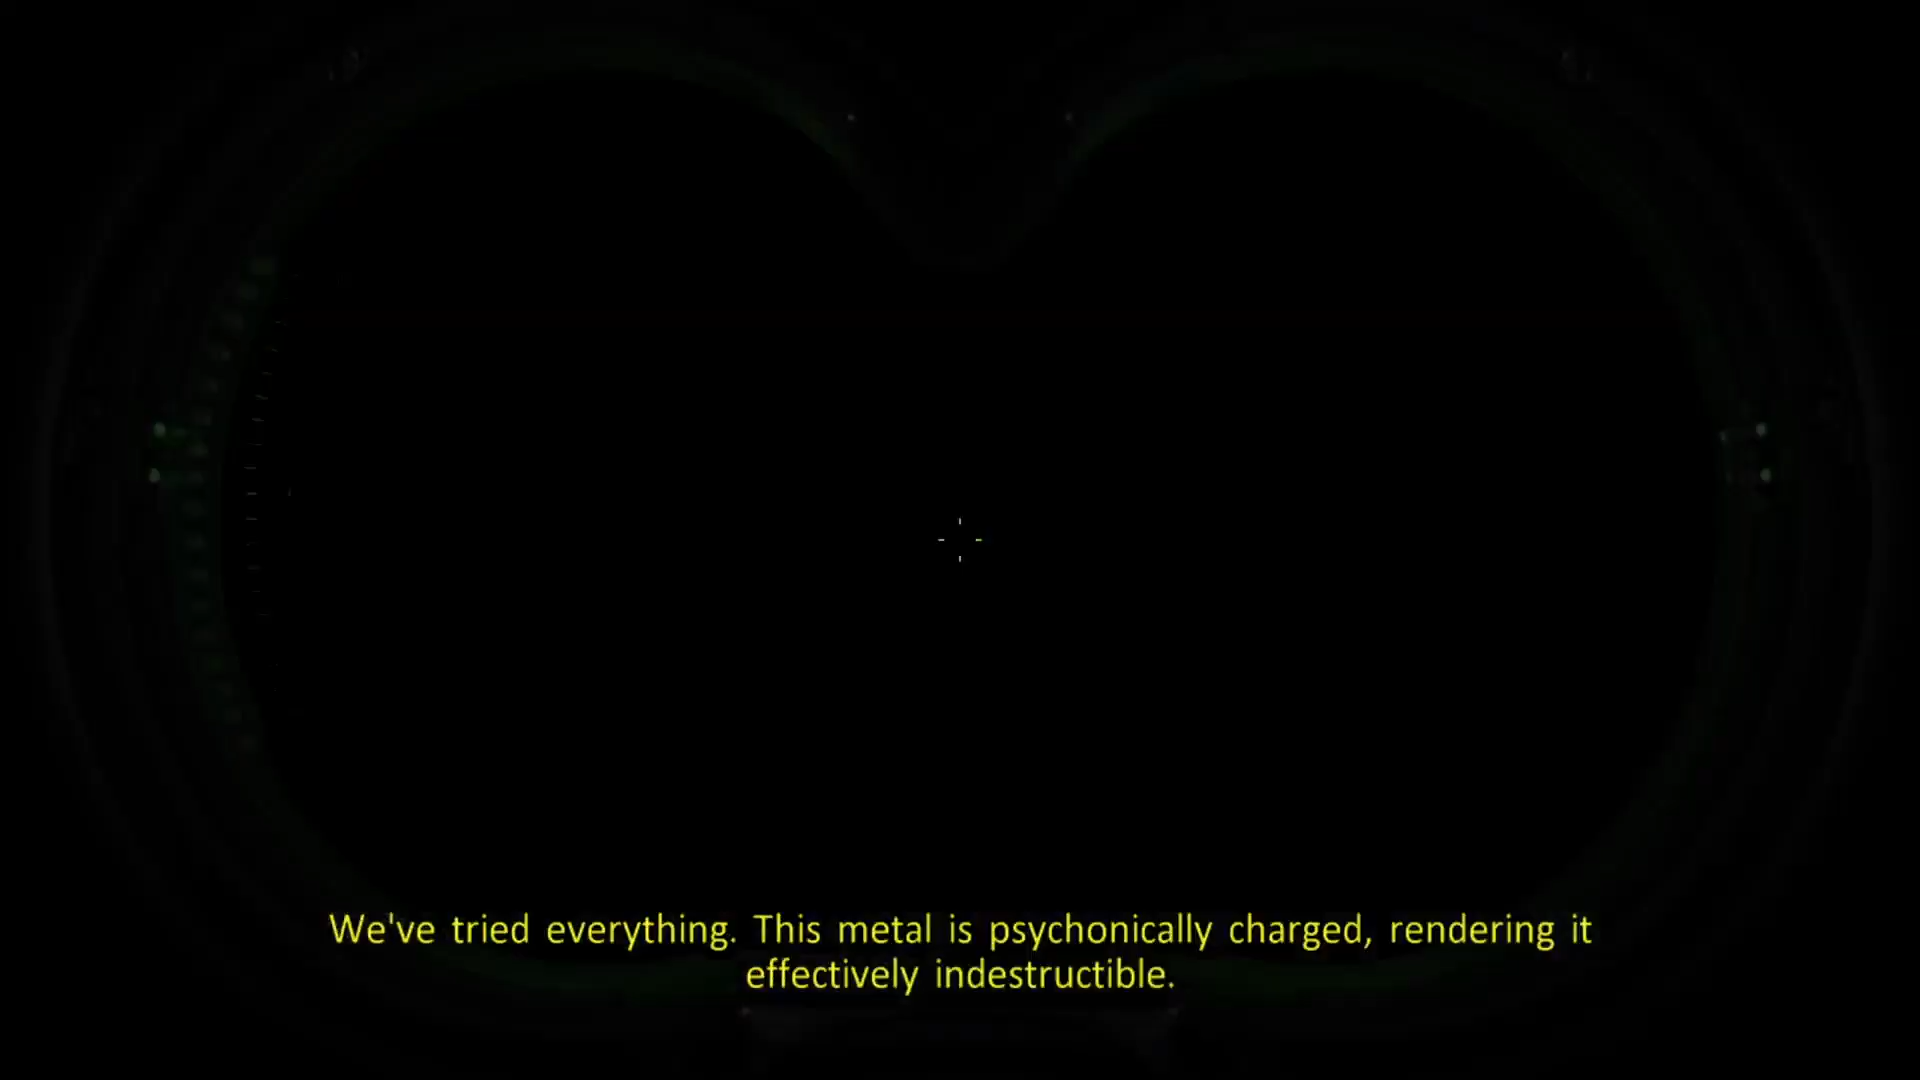 We've tried everything. This metal is psychonically charged, rendering it
effectively indestructible.